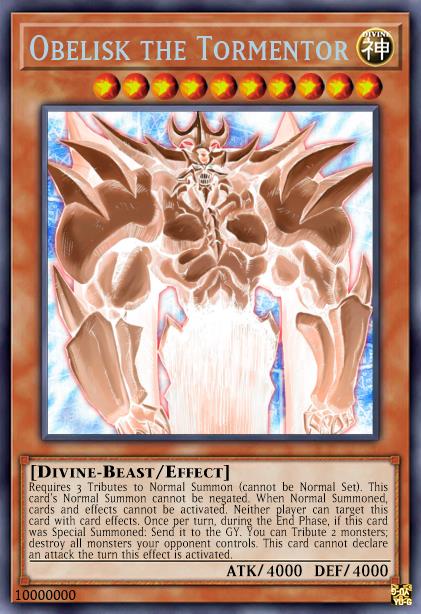 OBELISK THE TORMENTOR
DIVINE
神
[DIVINE-BEAST/EFFECT]
Requires 3 Tributes to Normal Summon (cannot be Normal Set). This
card's Normal Summon cannot be negated. When Normal Summoned,
cards and effects cannot be activated. Neither player can target this
card with card effects. Once per turn, during the End Phase, if this card
was Special Summoned: Send it to the GY. You can Tribute 2 monsters;
destroy all monsters your opponent controls. This card cannot declare
an attack the turn this effect is activated.
ATK/4000 DEF/4000
10000000